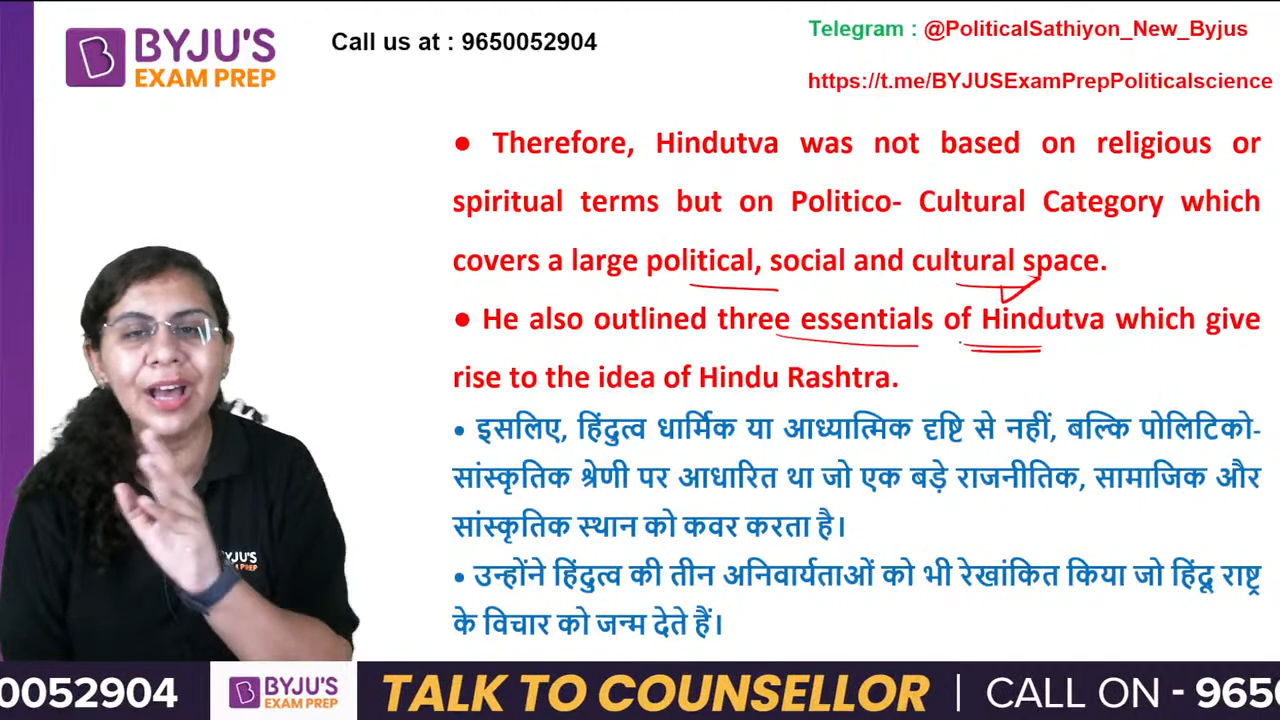 BYJU'S
EXAM PREP
Call us at : 9650052904
Telegram : @PoliticalSathiyon_New_Byjus
https://t.me/BYJUSExamPrepPoliticalscience
● Therefore, Hindutva was not based on religious or
spiritual terms but on Politico- Cultural Category which
covers a large political, social and cultural space.
● He also outlined three essentials of Hindutva which give
rise to the idea of Hindu Rashtra.
• इसलिए, हिंदुत्व धार्मिक या आध्यात्मिक दृष्टि से नहीं, बल्कि पोलिटिको-
सांस्कृतिक श्रेणी पर आधारित था जो एक बड़े राजनीतिक, सामाजिक और
सांस्कृतिक स्थान को कवर करता है।
• उन्होंने हिंदुत्व की तीन अनिवार्यताओं को भी रेखांकित किया जो हिंदू राष्ट्र
के विचार को जन्म देते हैं।
BYJU'S
EXAM PREP
0052904
BYJU'S
EXAM PREP
TALK TO COUNSELLOR
CALL ON - 9650